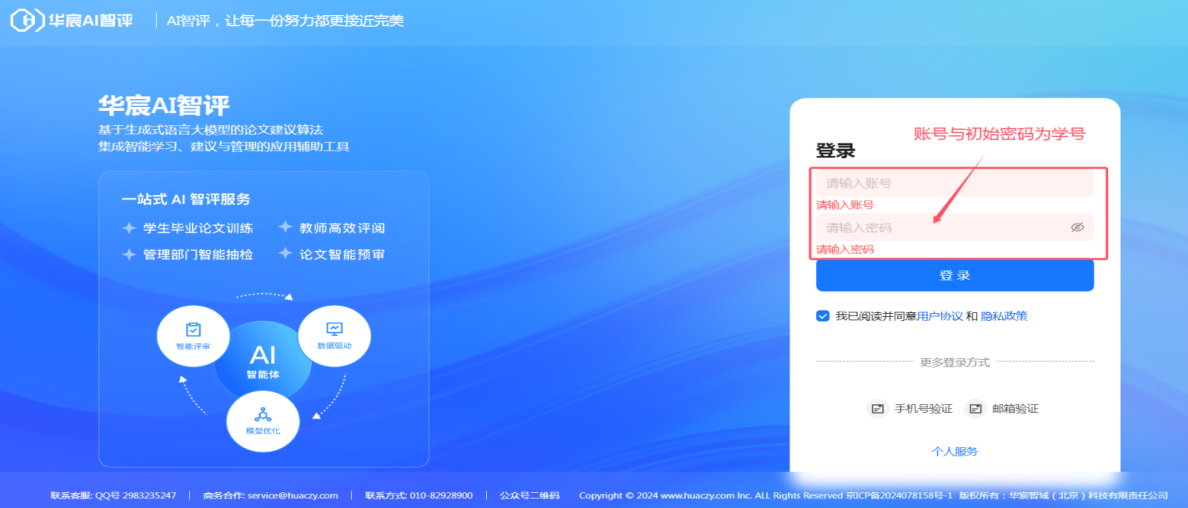 华宸AI智评
AI智评，让每一份努力都更接近完美
华宸AI智评
基于生成式语言大模型的论文建议算法
集成智能学习、建议与管理的应用辅助工具
一站式 AI 智评服务
学生毕业论文训练
教师高效评阅
管理部门智能抽检
论文智能预审
智能评审
数据驱动
AI
智能体
模型优化
账号与初始密码为学号
登录
请输入账号
请输入账号
请输入密码
请输入密码
登 录
我已阅读并同意用户协议 和 隐私政策
更多登录方式
手机号验证
邮箱验证
个人服务
联系客服: QQ号 2983235247
商务合作: service@huaczy.com
联系方式: 010-82928900
公众号二维码
Copyright © 2024 www.huaczy.com Inc. ALL Rights Reserved 京ICP备2024078158号-1 版权所有：华宸智城（北京）科技有限责任公司